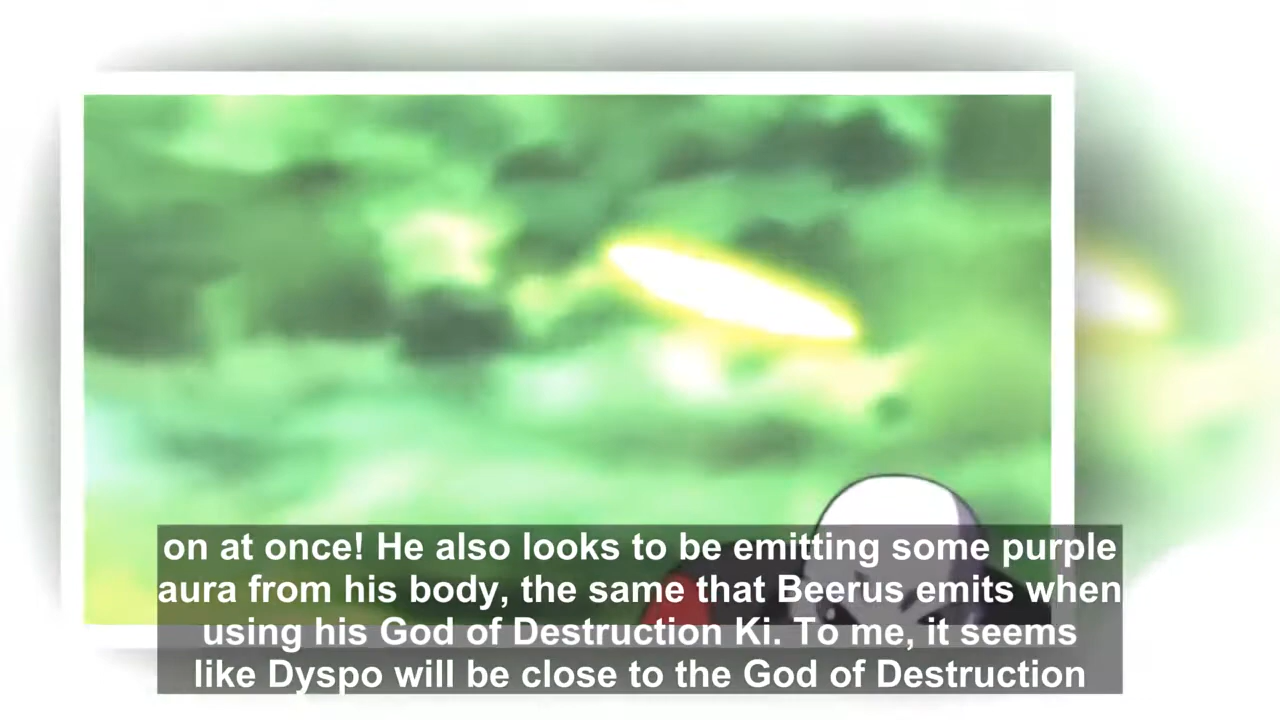 on at once! He also looks to be emitting some purple
aura from his body, the same that Beerus emits when
using his God of Destruction Ki. To me, it seems
like Dyspo will be close to the God of Destruction